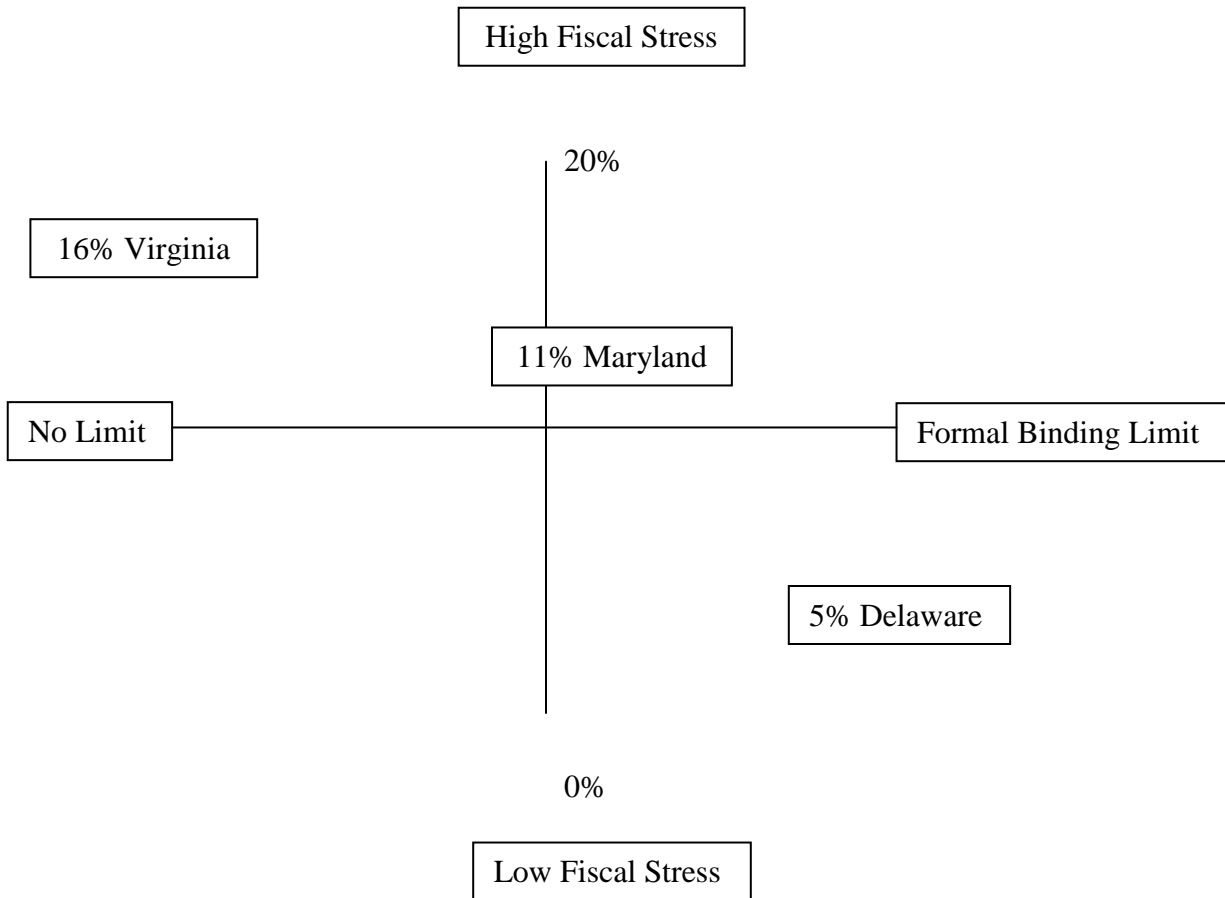 High Fiscal Stress
20%
16% Virginia
11% Maryland
No Limit
Formal Binding Limit
5% Delaware
0%
Low Fiscal Stress